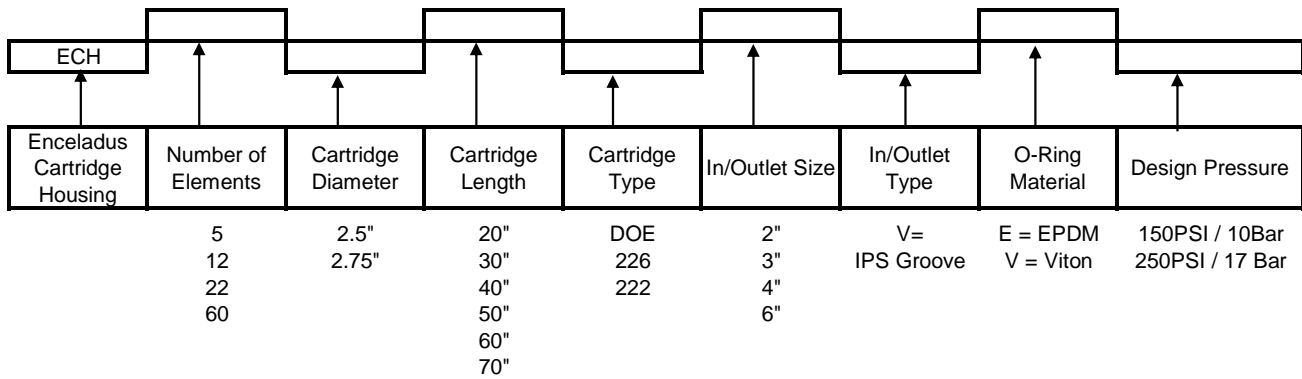 ECH
Enceladus
Cartridge
Housing
Number of
Elements
Cartridge
Diameter
Cartridge
Length
Cartridge
Type
In/Outlet Size
In/Outlet
Type
O-Ring
Material
Design Pressure
5
12
22
60
2.5"
2.75"
20"
30"
40"
50"
60"
70"
DOE
226
222
2"
3"
4"
6"
V=
IPS Groove
E = EPDM
V = Viton
150PSI / 10Bar
250PSI / 17 Bar